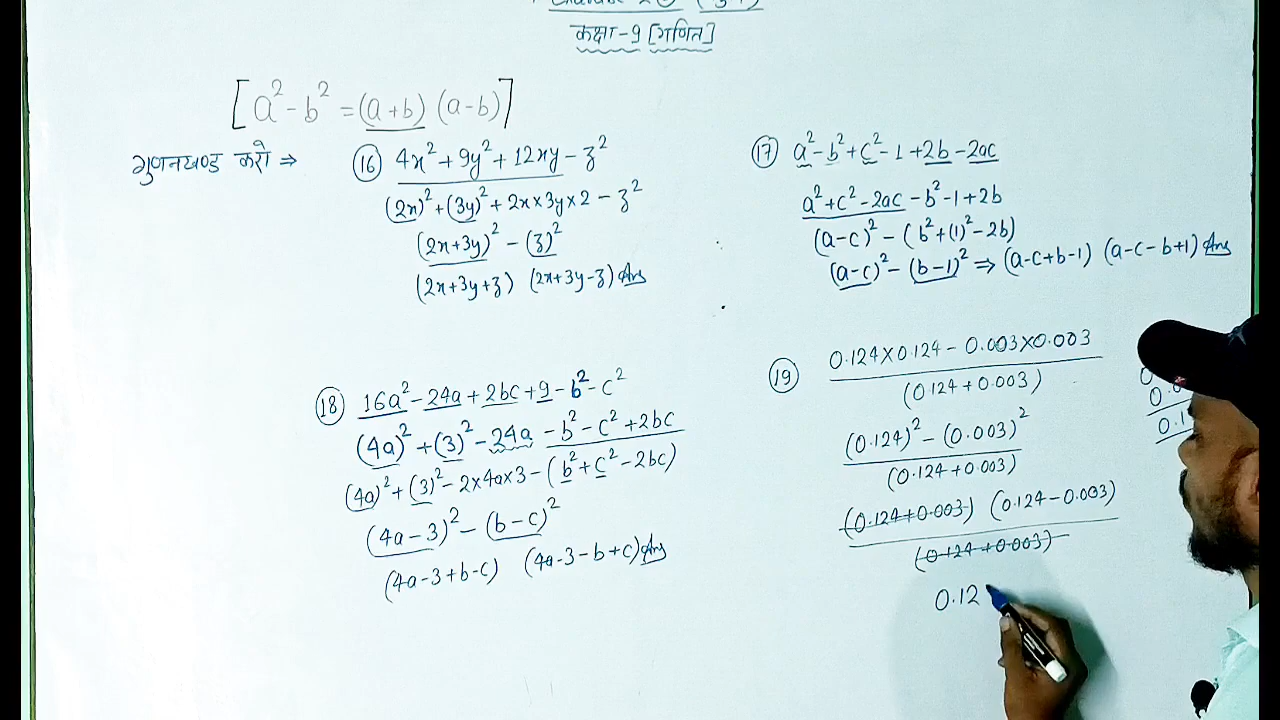 कक्षा-9 [गणित]
[a² - b² = (a+b) (a-b)]
गुणनखण्ड करो ⇒
(16) 4x² + 9y² + 12xy - z²
(2x)² + (3y)² + 2x×3y×2 - z²
(2x+3y)² - (z)²
(2x+3y+z) (2x+3y-z) Ans
(17) a² - b² + c² - 1 + 2b - 2ac
a² + c² - 2ac - b² - 1 + 2b
(a-c)² - (b² + (1)² - 2b)
(a-c)² - (b-1)² ⇒ (a-c+b-1) (a-c-b+1) Ans
(18) 16a² - 24a + 2bc + 9 - b² - c²
(4a)² + (3)² - 24a - b² - c² + 2bc
(4a)² + (3)² - 2×4a×3 - (b² + c² - 2bc)
(4a-3)² - (b-c)²
(4a-3+b-c) (4a-3-b+c) Ans
(19) 0.124×0.124 - 0.003×0.003
(0.124+0.003)
(0.124)² - (0.003)²
(0.124+0.003)
(0.124+0.003) (0.124-0.003)
(0.124+0.003)
0.12